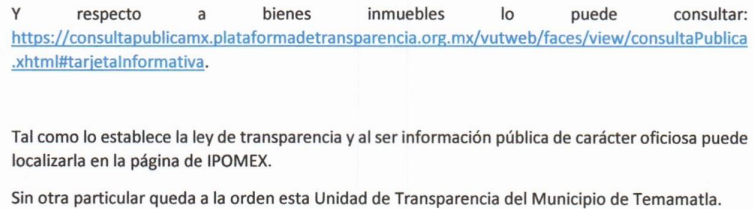 Y respecto a bienes inmuebles lo puede consultar:
https://consultapublicamx.plataformadetransparencia.org.mx/vutweb/faces/view/consultaPublica
.xhtml#tarjetaInformativa.
Tal como lo establece la ley de transparencia y al ser información pública de carácter oficiosa puede
localizarla en la página de IPOMEX.
Sin otra particular queda a la orden esta Unidad de Transparencia del Municipio de Temamatla.